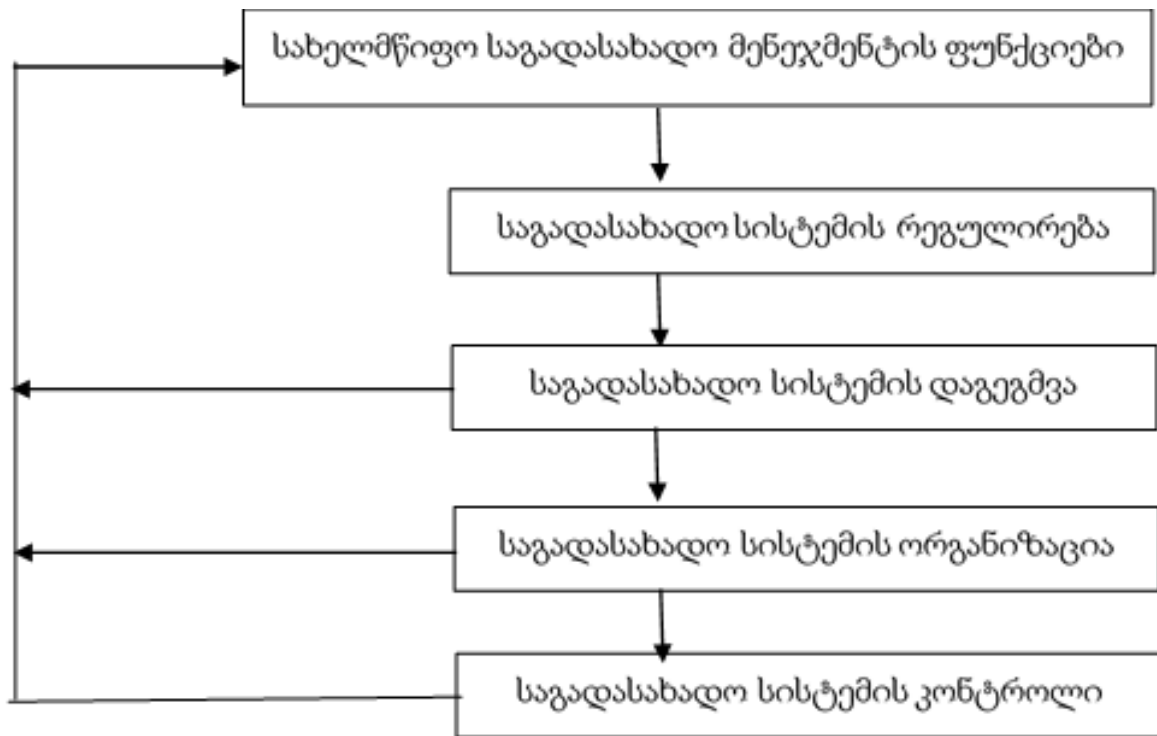 სახელმწიფო საგადასახადო მენეჯმენტის ფუნქციები
საგადასახადო სისტემის რეგულირება
საგადასახადო სისტემის დაგეგმვა
საგადასახადო სისტემის ორგანიზაცია
საგადასახადო სისტემის კონტროლი